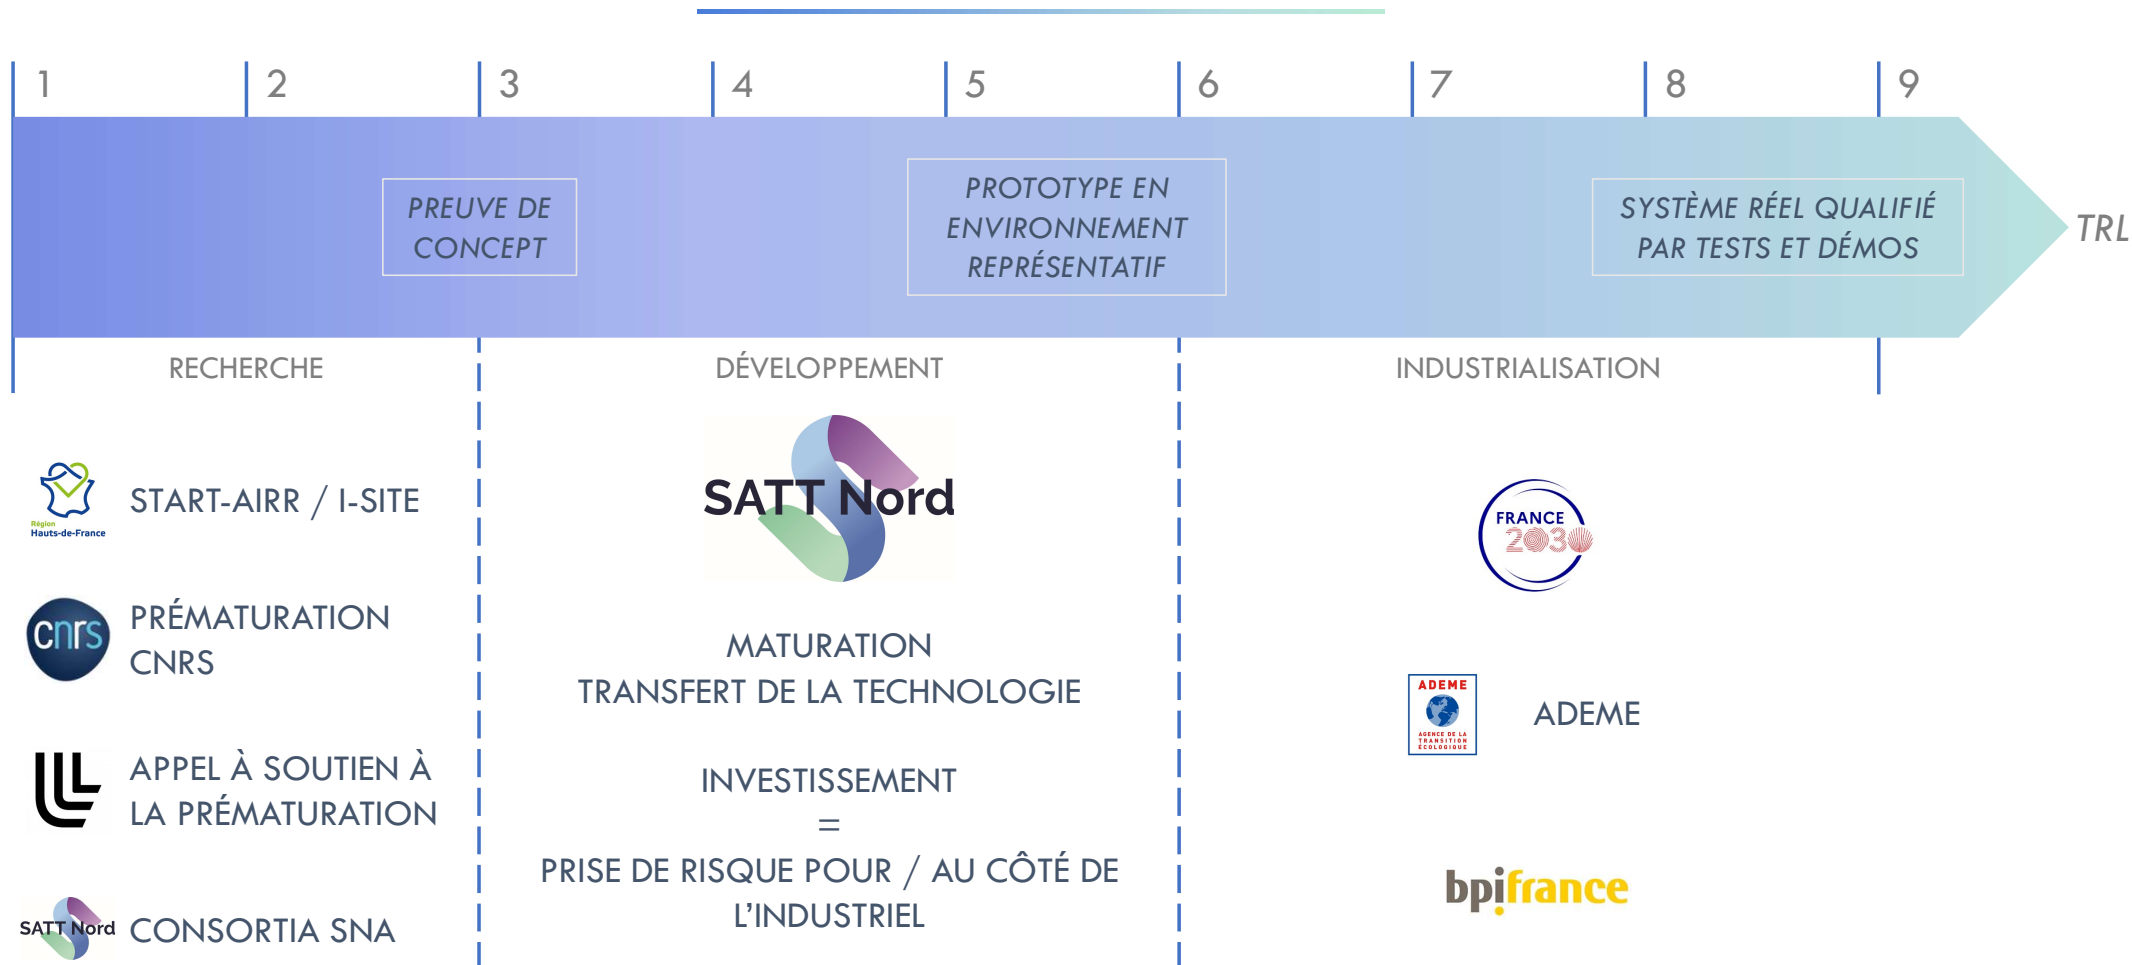 1
2
3
4
5
6
7
8
9
PREUVE DE
CONCEPT
PROTOTYPE EN
ENVIRONNEMENT
REPRÉSENTATIF
SYSTÈME RÉEL QUALIFIÉ
PAR TESTS ET DÉMOS
TRL
RECHERCHE
DÉVELOPPEMENT
INDUSTRIALISATION
Région
Hauts-de-France
START-AIRR / I-SITE
cnrs
PRÉMATURATION
CNRS
APPEL À SOUTIEN À
LA PRÉMATURATION
SATT Nord
CONSORTIA SNA
SATT Nord
MATURATION
TRANSFERT DE LA TECHNOLOGIE
INVESTISSEMENT
=
PRISE DE RISQUE POUR / AU CÔTÉ DE
L'INDUSTRIEL
FRANCE
2030
ADEME
AGENCE DE LA
TRANSITION
ÉCOLOGIQUE
ADEME
bpifrance